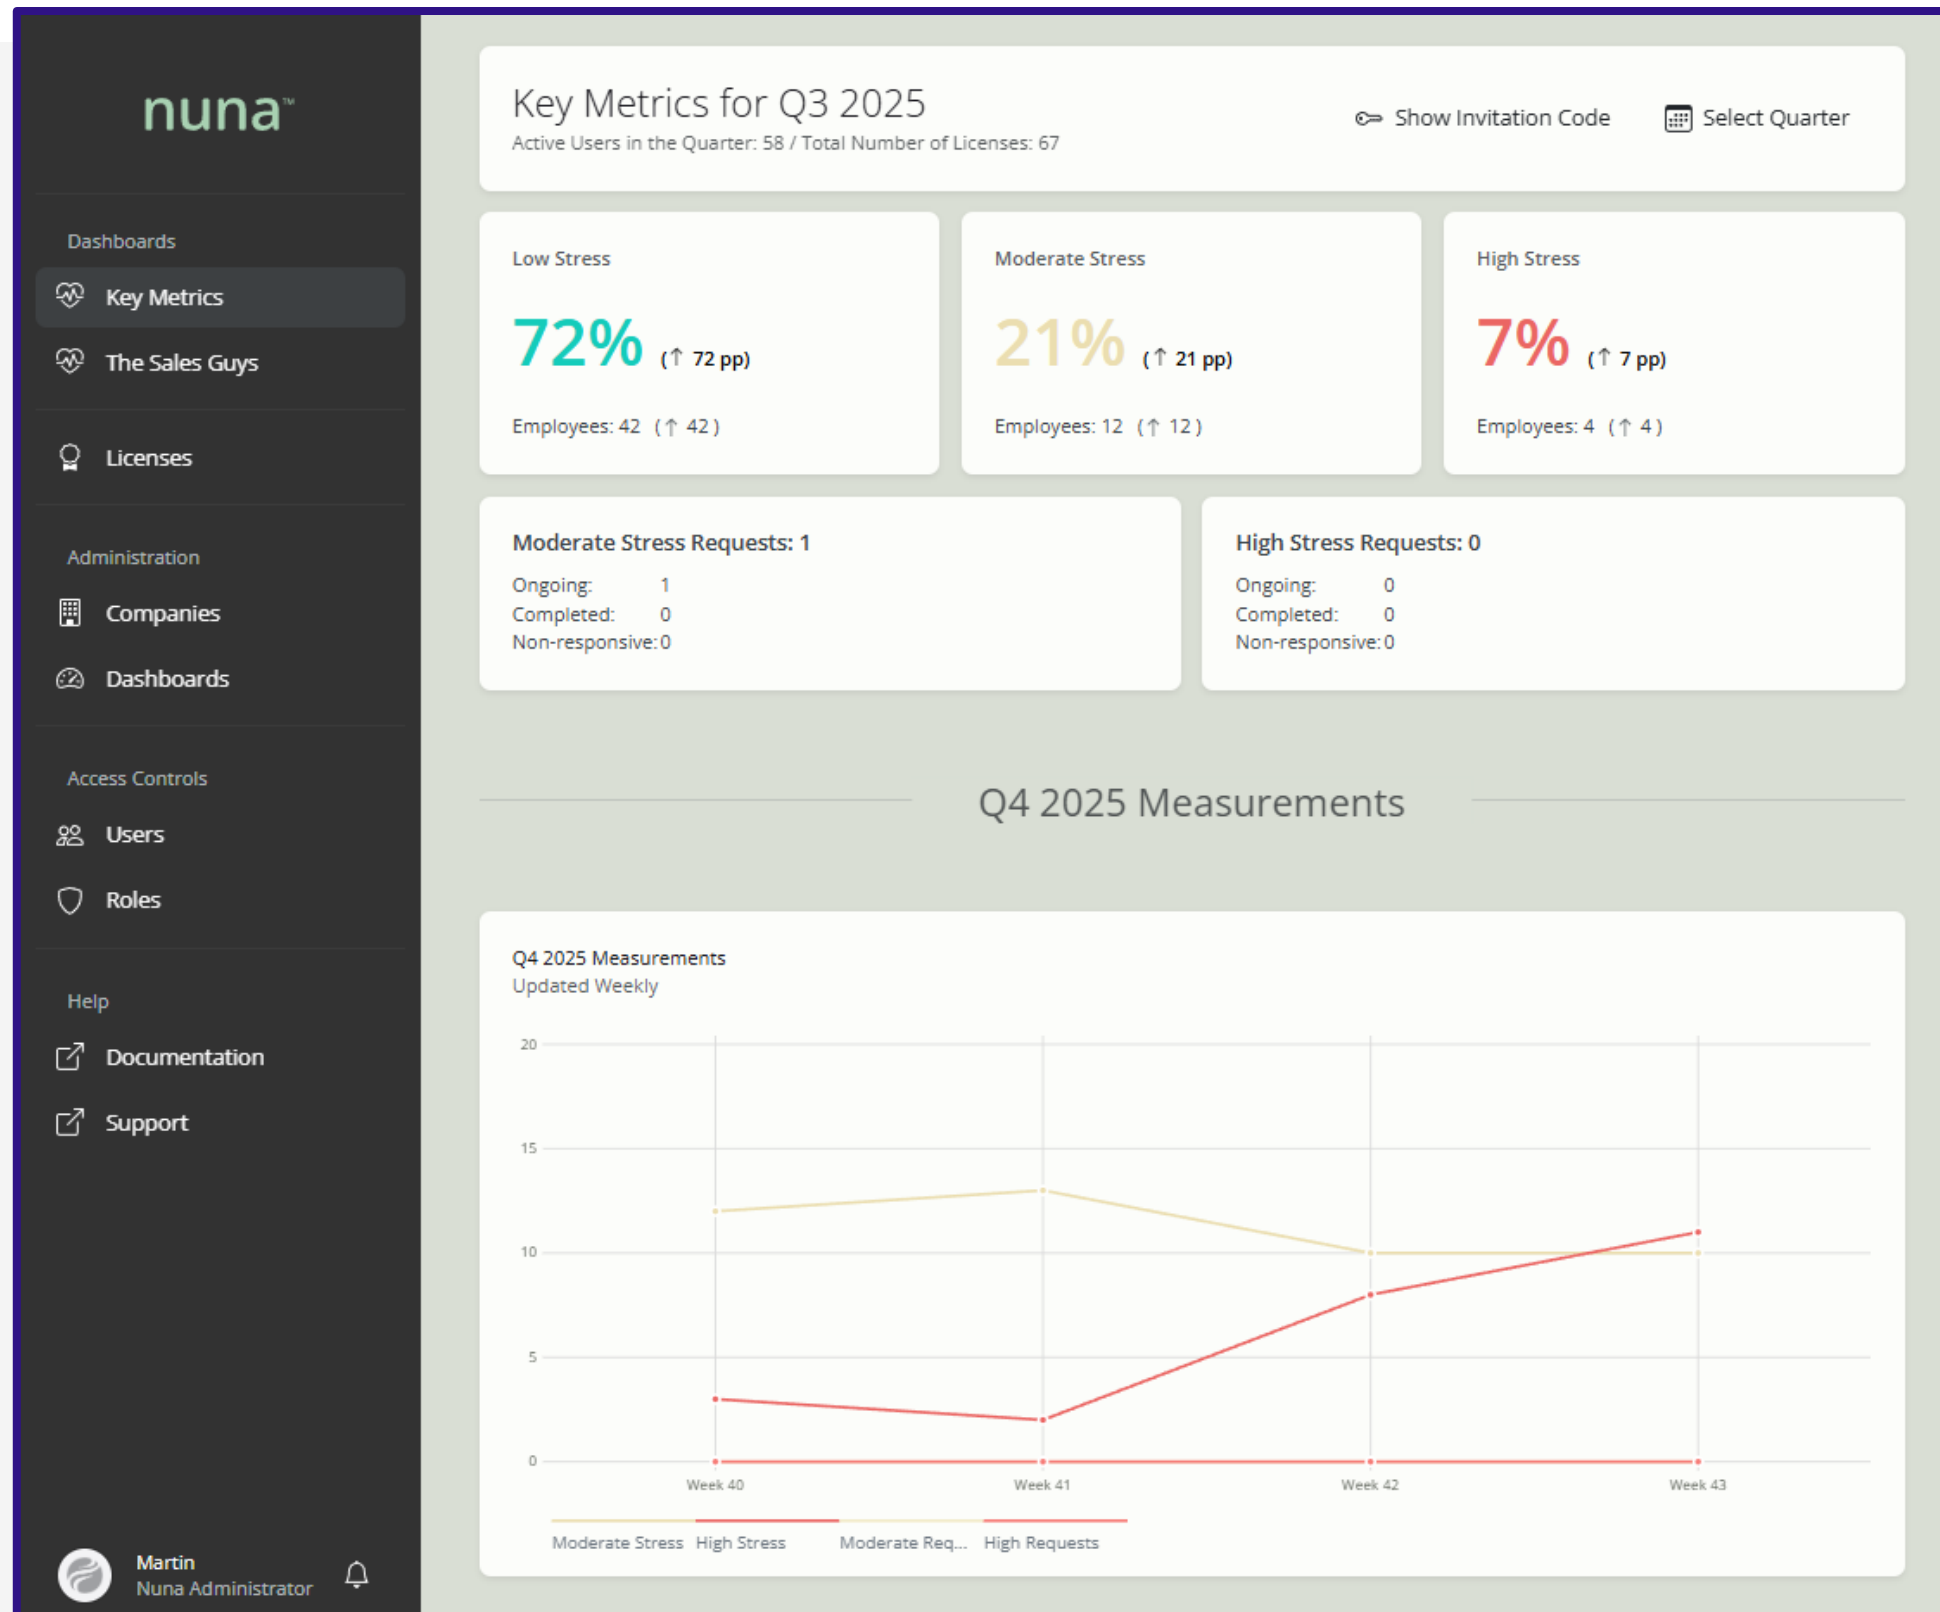 nuna™
Dashboards
Key Metrics
The Sales Guys
Licenses
Administration
Companies
Dashboards
Access Controls
Users
Roles
Help
Documentation
Support
Martin
Nuna Administrator
Key Metrics for Q3 2025
Active Users in the Quarter: 58 / Total Number of Licenses: 67
Show Invitation Code
Select Quarter
Low Stress
72% (↑ 72 pp)
Employees: 42 (↑ 42)
Moderate Stress
21% (↑ 21 pp)
Employees: 12 (↑ 12)
High Stress
7% (↑ 7 pp)
Employees: 4 (↑ 4)
Moderate Stress Requests: 1
Ongoing: 1
Completed: 0
Non-responsive: 0
High Stress Requests: 0
Ongoing: 0
Completed: 0
Non-responsive: 0
Q4 2025 Measurements
Q4 2025 Measurements
Updated Weekly
20
15
10
5
0
Week 40 Week 41 Week 42 Week 43
Moderate Stress High Stress Moderate Req... High Requests